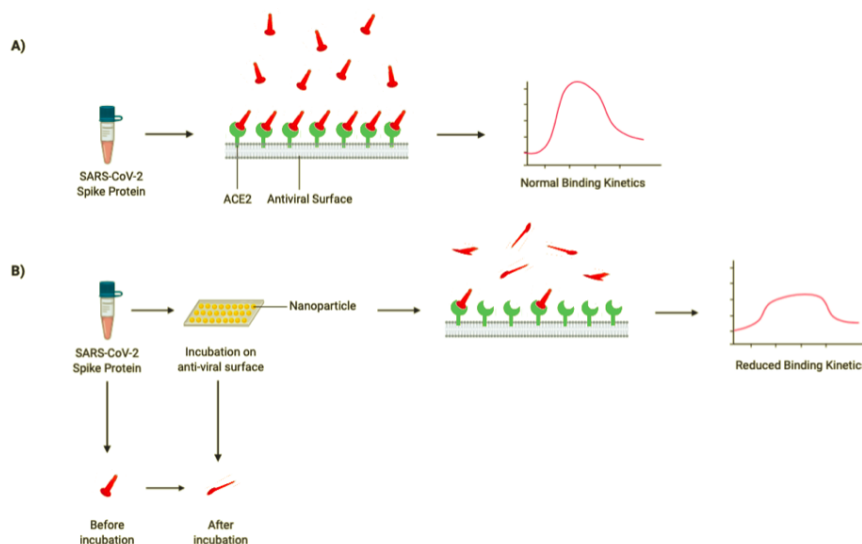 A)
SARS-CoV-2
Spike Protein
ACE2
Antiviral Surface
Normal Binding Kinetics
B)
SARS-CoV-2
Spike Protein
Nanoparticle
Incubation on
anti-viral surface
Reduced Binding Kinetics
Before
incubation
After
incubation